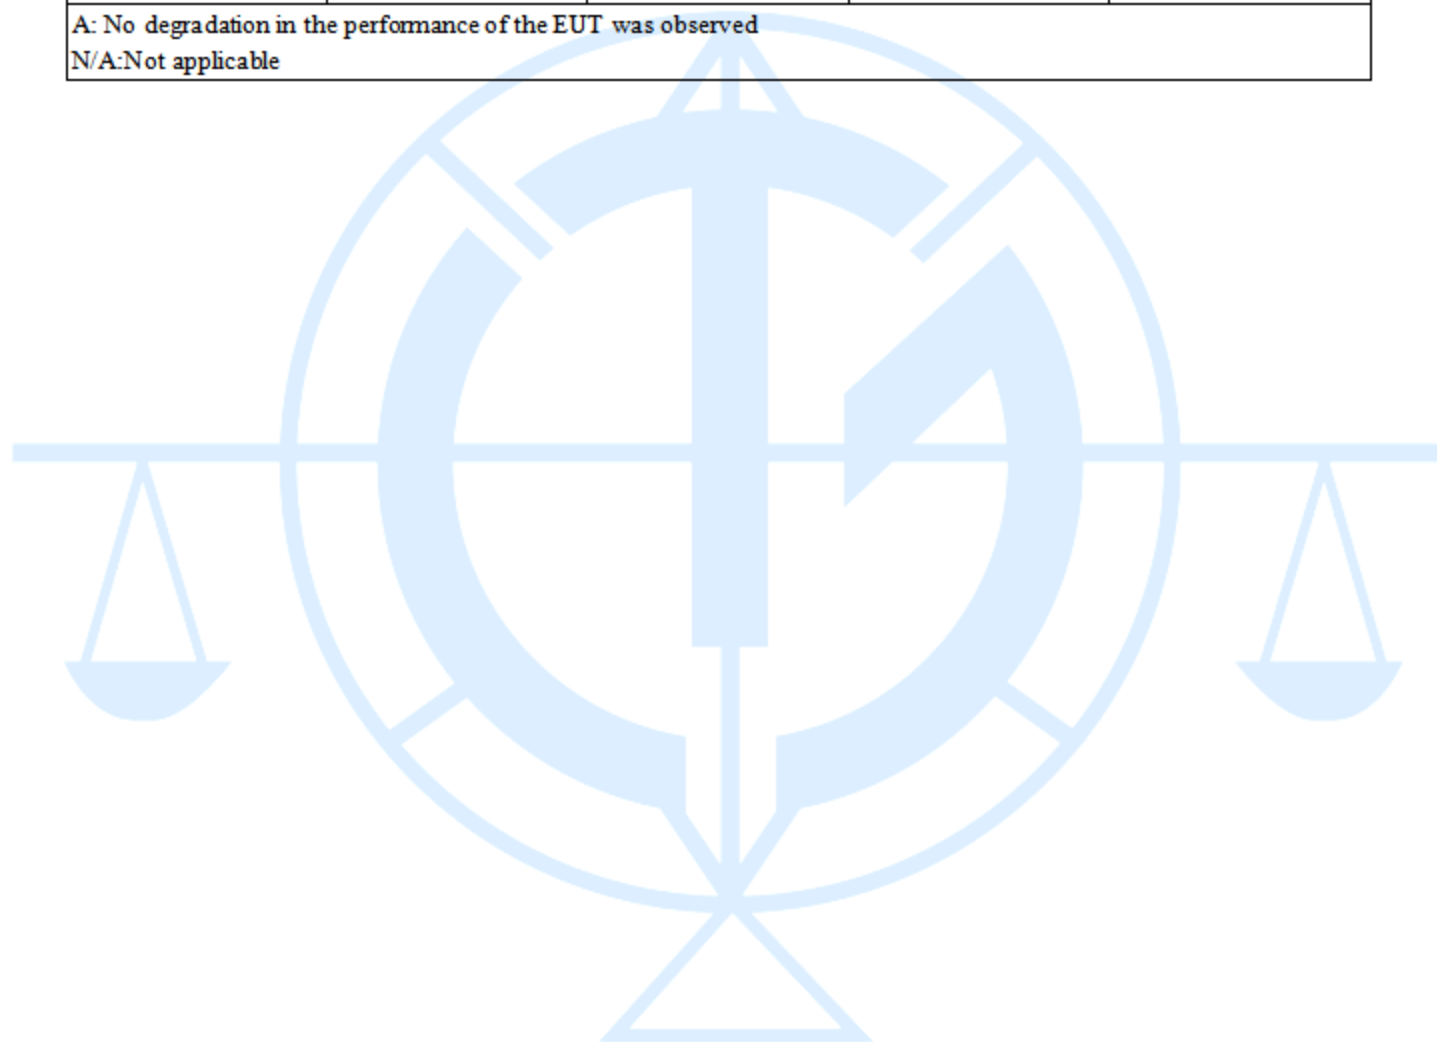 A: No degradation in the performance of the EUT was observed
N/A:Not applicable